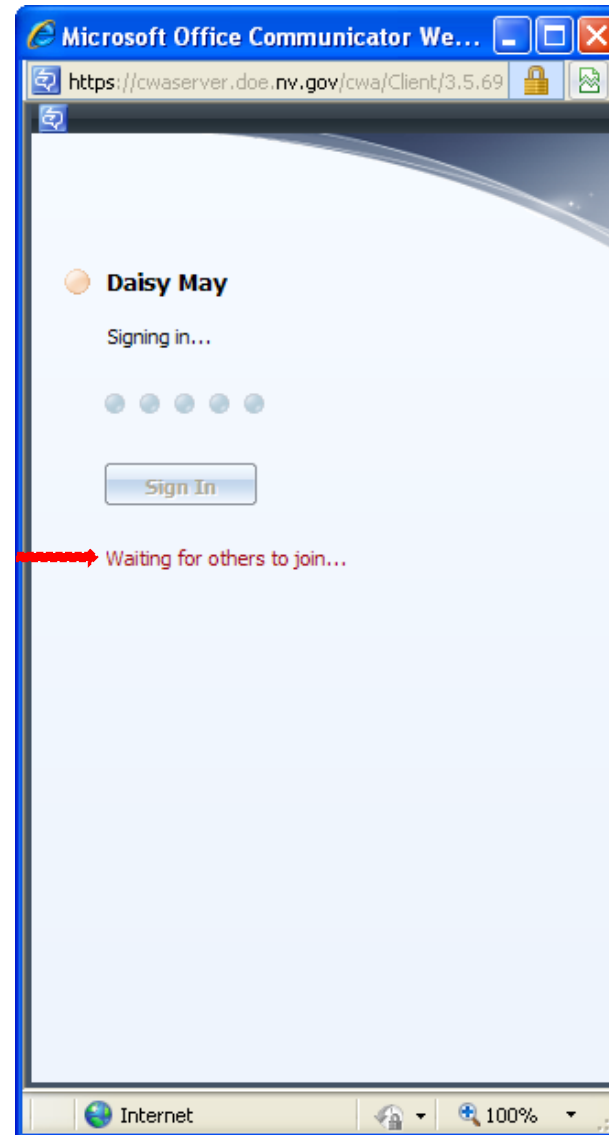 Microsoft Office Communicator We...
https://cwaserver.doe.nv.gov/cwa/Client/3.5.69
Daisy May
Signing in...
Sign In
Waiting for others to join...
Internet
100%